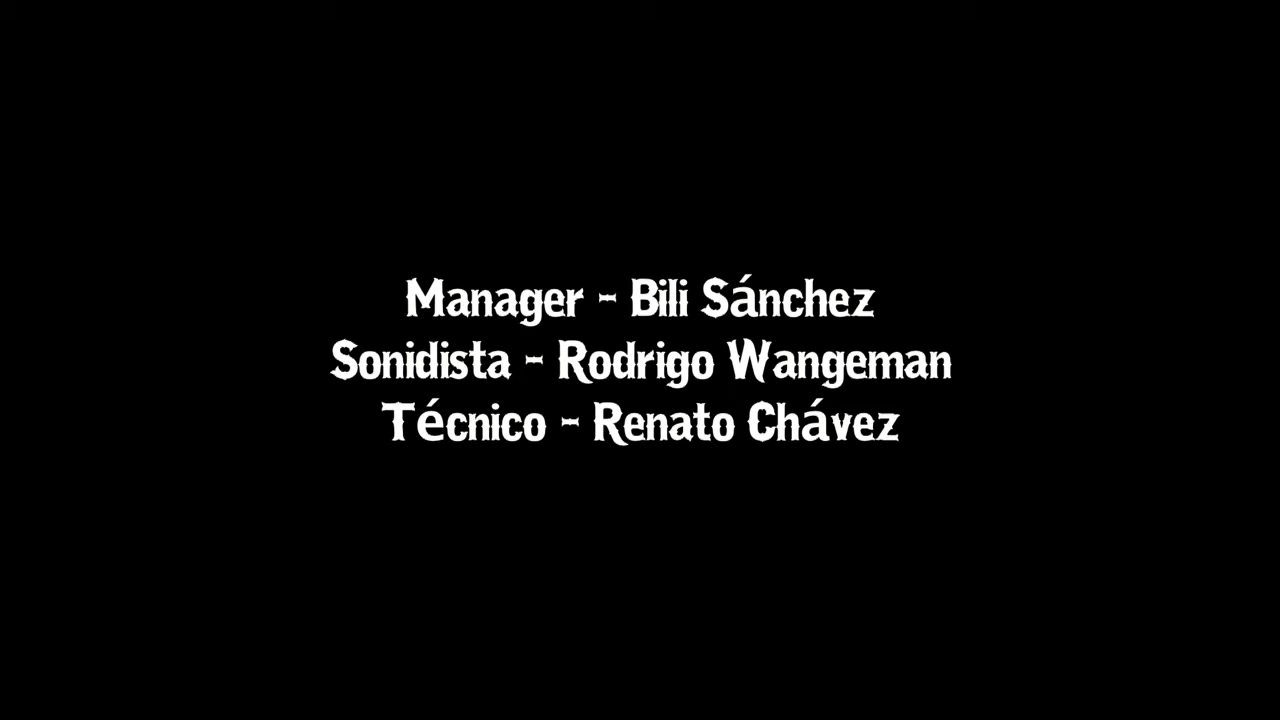 Manager - Bili Sánchez
Sonidista - Rodrigo Wangeman
Técnico - Renato Chávez